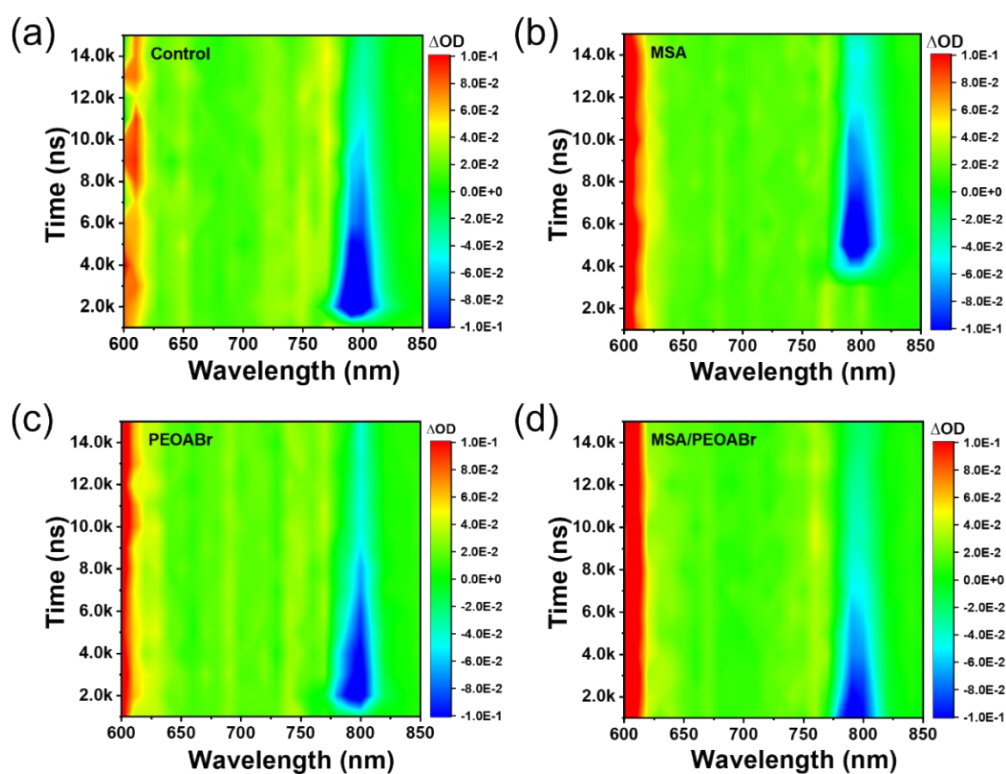 (a)
Control
14.0k
12.0k
10.0k
8.0k
6.0k
4.0k
2.0k
Time (ns)
600 650 700 750 800 850
Wavelength (nm)
ΔOD
1.0E-1
8.0E-2
6.0E-2
4.0E-2
2.0E-2
0.0E+0
-2.0E-2
-4.0E-2
-6.0E-2
-8.0E-2
-1.0E-1
(b)
MSA
14.0k
12.0k
10.0k
8.0k
6.0k
4.0k
2.0k
Time (ns)
600 650 700 750 800 850
Wavelength (nm)
ΔOD
1.0E-1
8.0E-2
6.0E-2
4.0E-2
2.0E-2
0.0E+0
-2.0E-2
-4.0E-2
-6.0E-2
-8.0E-2
-1.0E-1
(c)
PEOABr
14.0k
12.0k
10.0k
8.0k
6.0k
4.0k
2.0k
Time (ns)
600 650 700 750 800 850
Wavelength (nm)
ΔOD
1.0E-1
8.0E-2
6.0E-2
4.0E-2
2.0E-2
0.0E+0
-2.0E-2
-4.0E-2
-6.0E-2
-8.0E-2
-1.0E-1
(d)
MSA/PEOABr
14.0k
12.0k
10.0k
8.0k
6.0k
4.0k
2.0k
Time (ns)
600 650 700 750 800 850
Wavelength (nm)
ΔOD
1.0E-1
8.0E-2
6.0E-2
4.0E-2
2.0E-2
0.0E+0
-2.0E-2
-4.0E-2
-6.0E-2
-8.0E-2
-1.0E-1